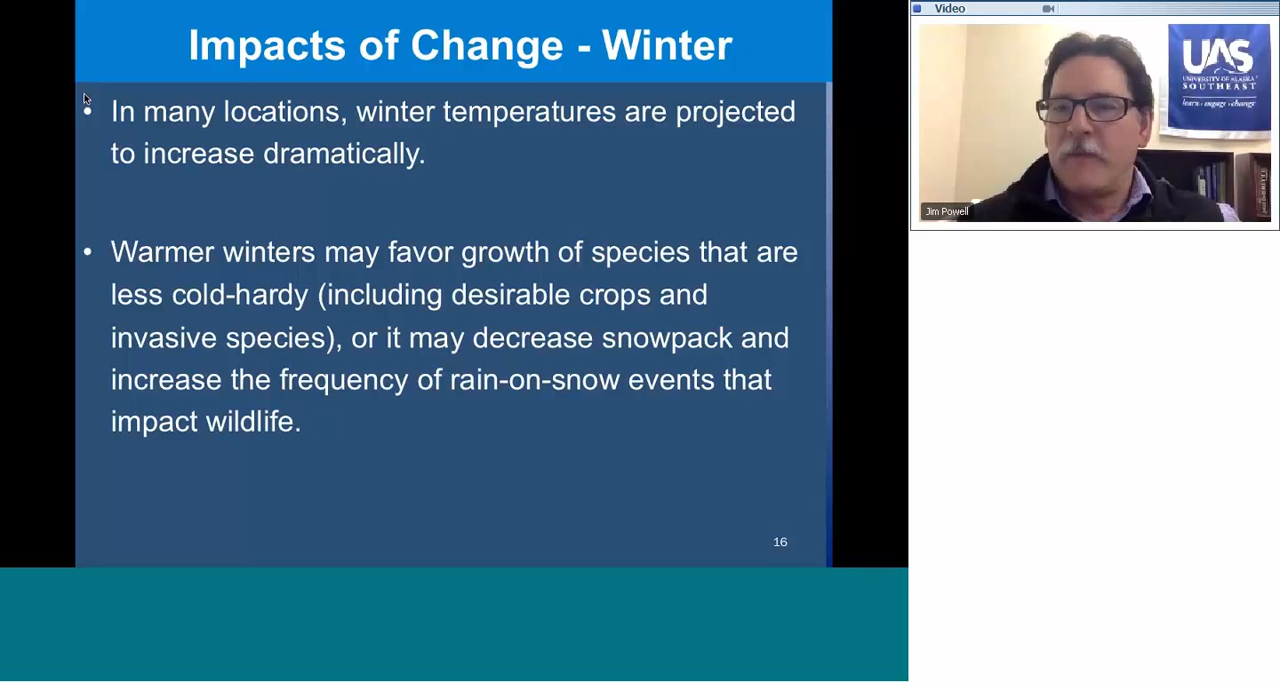 Impacts of Change - Winter
• In many locations, winter temperatures are projected
to increase dramatically.
• Warmer winters may favor growth of species that are
less cold-hardy (including desirable crops and
invasive species), or it may decrease snowpack and
increase the frequency of rain-on-snow events that
impact wildlife.
16
Video
UAS
UNIVERSITY OF ALASKA
SOUTHEAST
learn • engage • change
Jim Powell